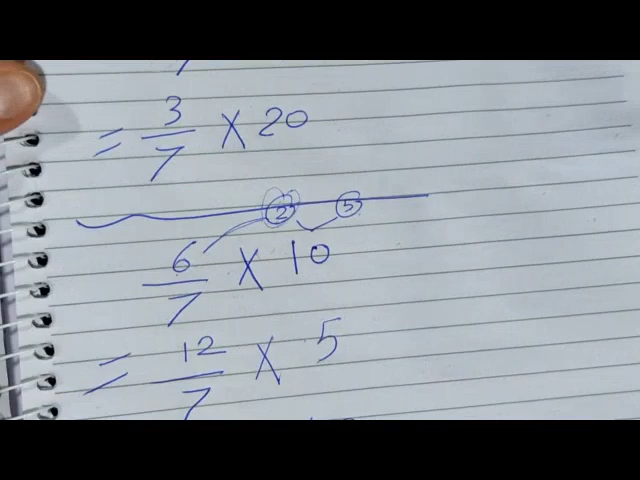 = 3/7 × 20
2 5
6/7 × 10
= 12/7 × 5